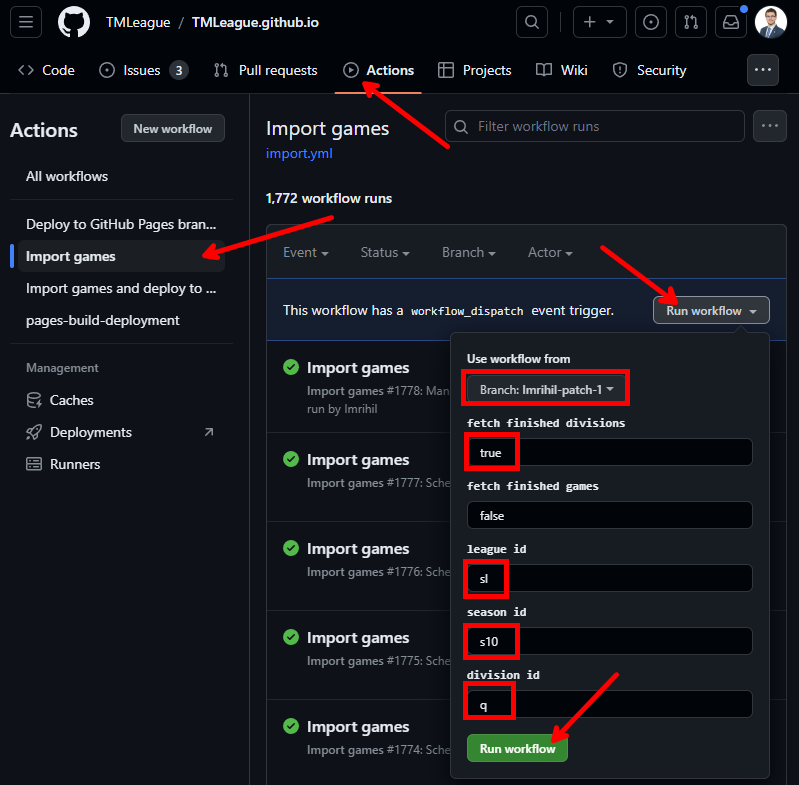 TMLeague / TMLeague.github.io
Code
Issues 3
Pull requests
Actions
Projects
Wiki
Security
Actions
New workflow
All workflows
Deploy to GitHub Pages bran...
Import games
Import games and deploy to ...
pages-build-deployment
Management
Caches
Deployments
Runners
Import games
import.yml
Filter workflow runs
1,772 workflow runs
Event
Status
Branch
Actor
This workflow has a workflow_dispatch event trigger.
Run workflow
Import games
Import games #1778: Man
run by Imrihil
Import games
Import games #1777: Sche
Import games
Import games #1776: Sche
Import games
Import games #1775: Sche
Import games
Import games #1774: Sche
Use workflow from
Branch: Imrihil-patch-1
fetch finished divisions
true
fetch finished games
false
league id
sl
season id
s10
division id
q
Run workflow